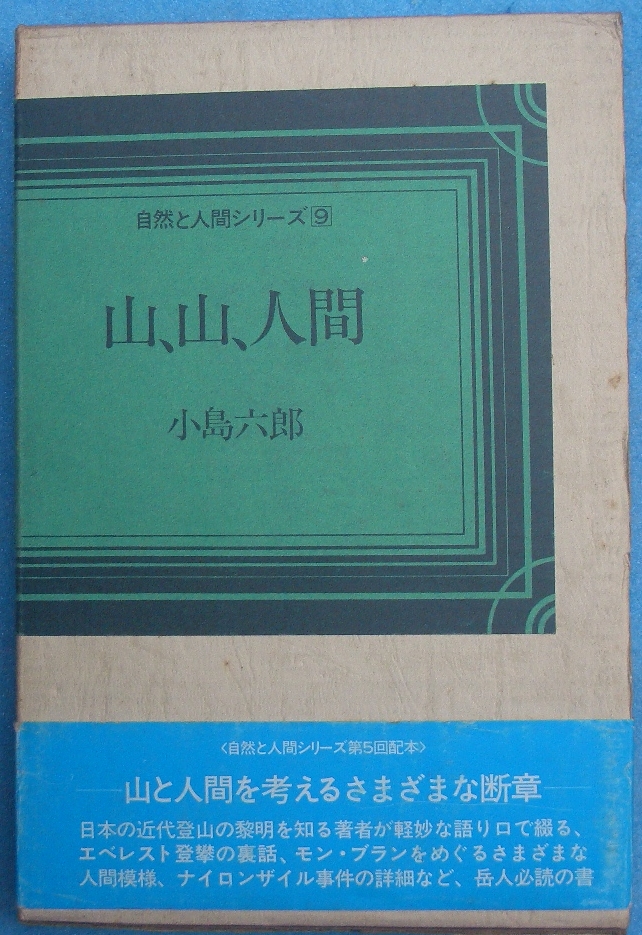 自然と人間シリーズ9
山、山、人間
小島六郎
〈自然と人間シリーズ第5回配本〉
山と人間を考えるさまざまな断章
日本の近代登山の黎明を知る著者が軽妙な語り口で綴る、
エベレスト登攀の裏話、モン・ブランをめぐるさまざまな
人間模様、ナイロンザイル事件の詳細など、岳人必読の書